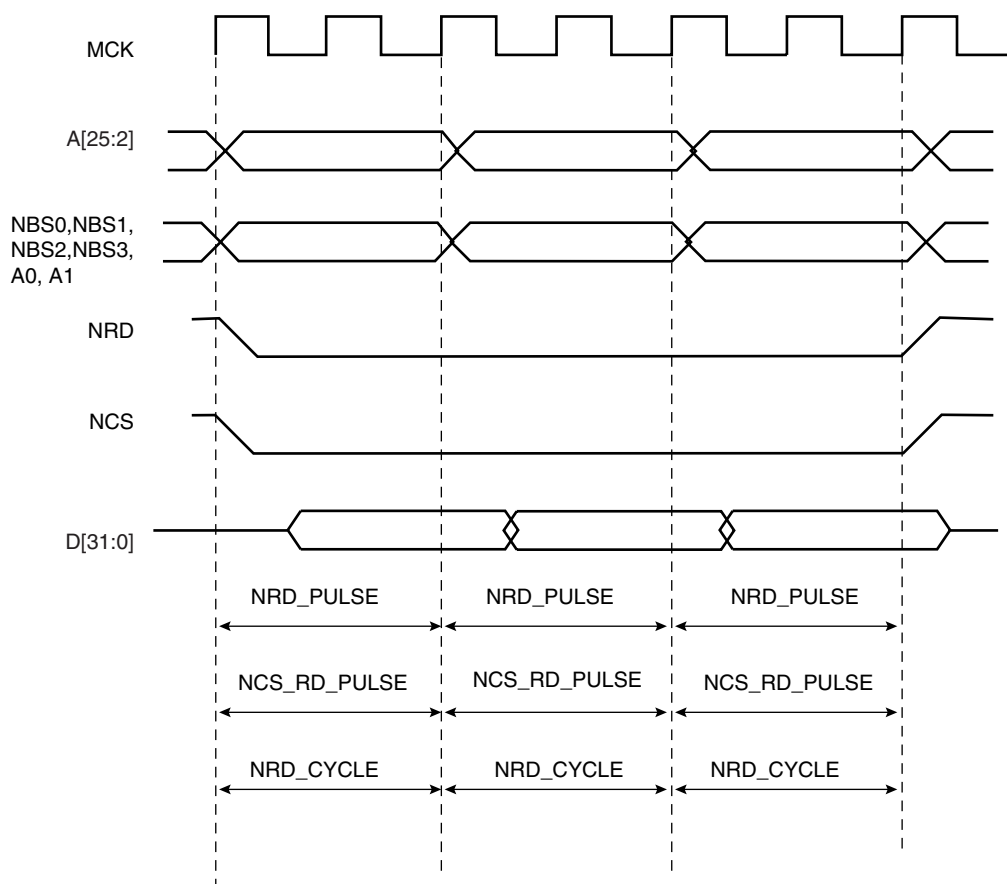 MCK
A[25:2]
NBS0,NBS1,
NBS2,NBS3,
A0, A1
NRD
NCS
D[31:0]
NRD_PULSE NRD_PULSE NRD_PULSE
NCS_RD_PULSE NCS_RD_PULSE NCS_RD_PULSE
NRD_CYCLE NRD_CYCLE NRD_CYCLE